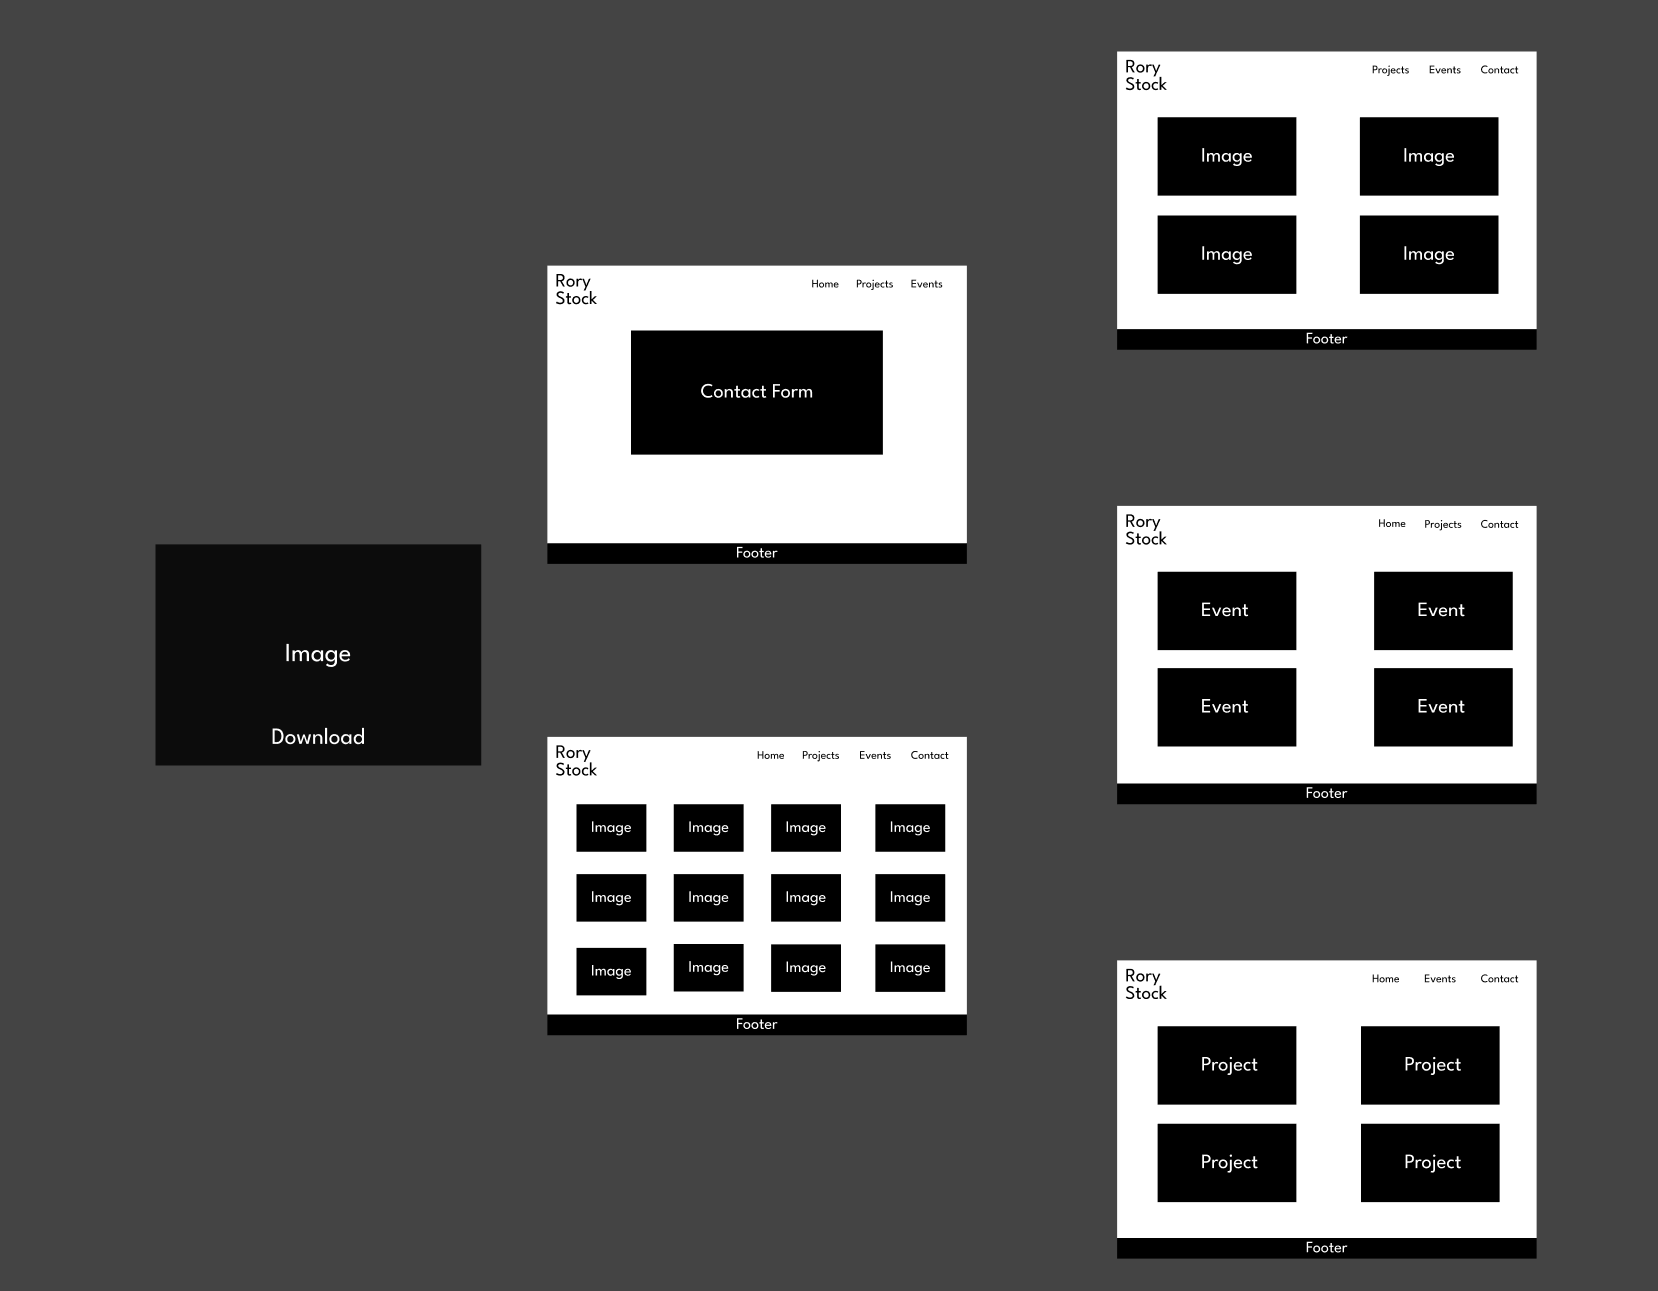 Image
Download
Rory
Stock
Home Projects Events
Contact Form
Footer
Rory
Stock
Home Projects Events Contact
Image Image Image Image
Image Image Image Image
Image Image Image Image
Footer
Rory
Stock
Projects Events Contact
Image Image
Image Image
Footer
Rory
Stock
Home Projects Contact
Event Event
Event Event
Footer
Rory
Stock
Home Events Contact
Project Project
Project Project
Footer